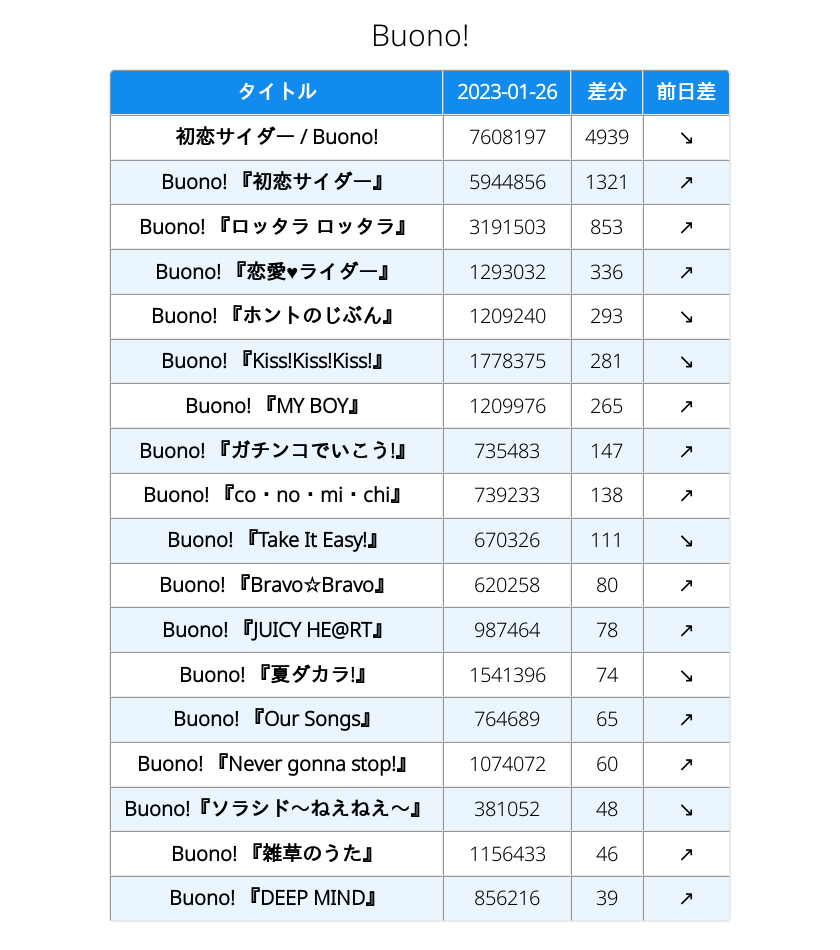 Buono!
タイトル 2023-01-26 差分 前日差
初恋サイダー / Buono! 7608197 4939 ↘
Buono! 『初恋サイダー』 5944856 1321 ↗
Buono! 『ロッタラ ロッタラ』 3191503 853 ↗
Buono! 『恋愛♥ライダー』 1293032 336 ↗
Buono! 『ホントのじぶん』 1209240 293 ↘
Buono! 『Kiss!Kiss!Kiss!』 1778375 281 ↘
Buono! 『MY BOY』 1209976 265 ↗
Buono! 『ガチンコでいこう!』 735483 147 ↗
Buono! 『co・no・mi・chi』 739233 138 ↗
Buono! 『Take It Easy!』 670326 111 ↘
Buono! 『Bravo☆Bravo』 620258 80 ↗
Buono! 『JUICY HE@RT』 987464 78 ↗
Buono! 『夏ダカラ!』 1541396 74 ↘
Buono! 『Our Songs』 764689 65 ↗
Buono! 『Never gonna stop!』 1074072 60 ↗
Buono!『ソラシド〜ねえねえ〜』 381052 48 ↘
Buono! 『雑草のうた』 1156433 46 ↗
Buono! 『DEEP MIND』 856216 39 ↗